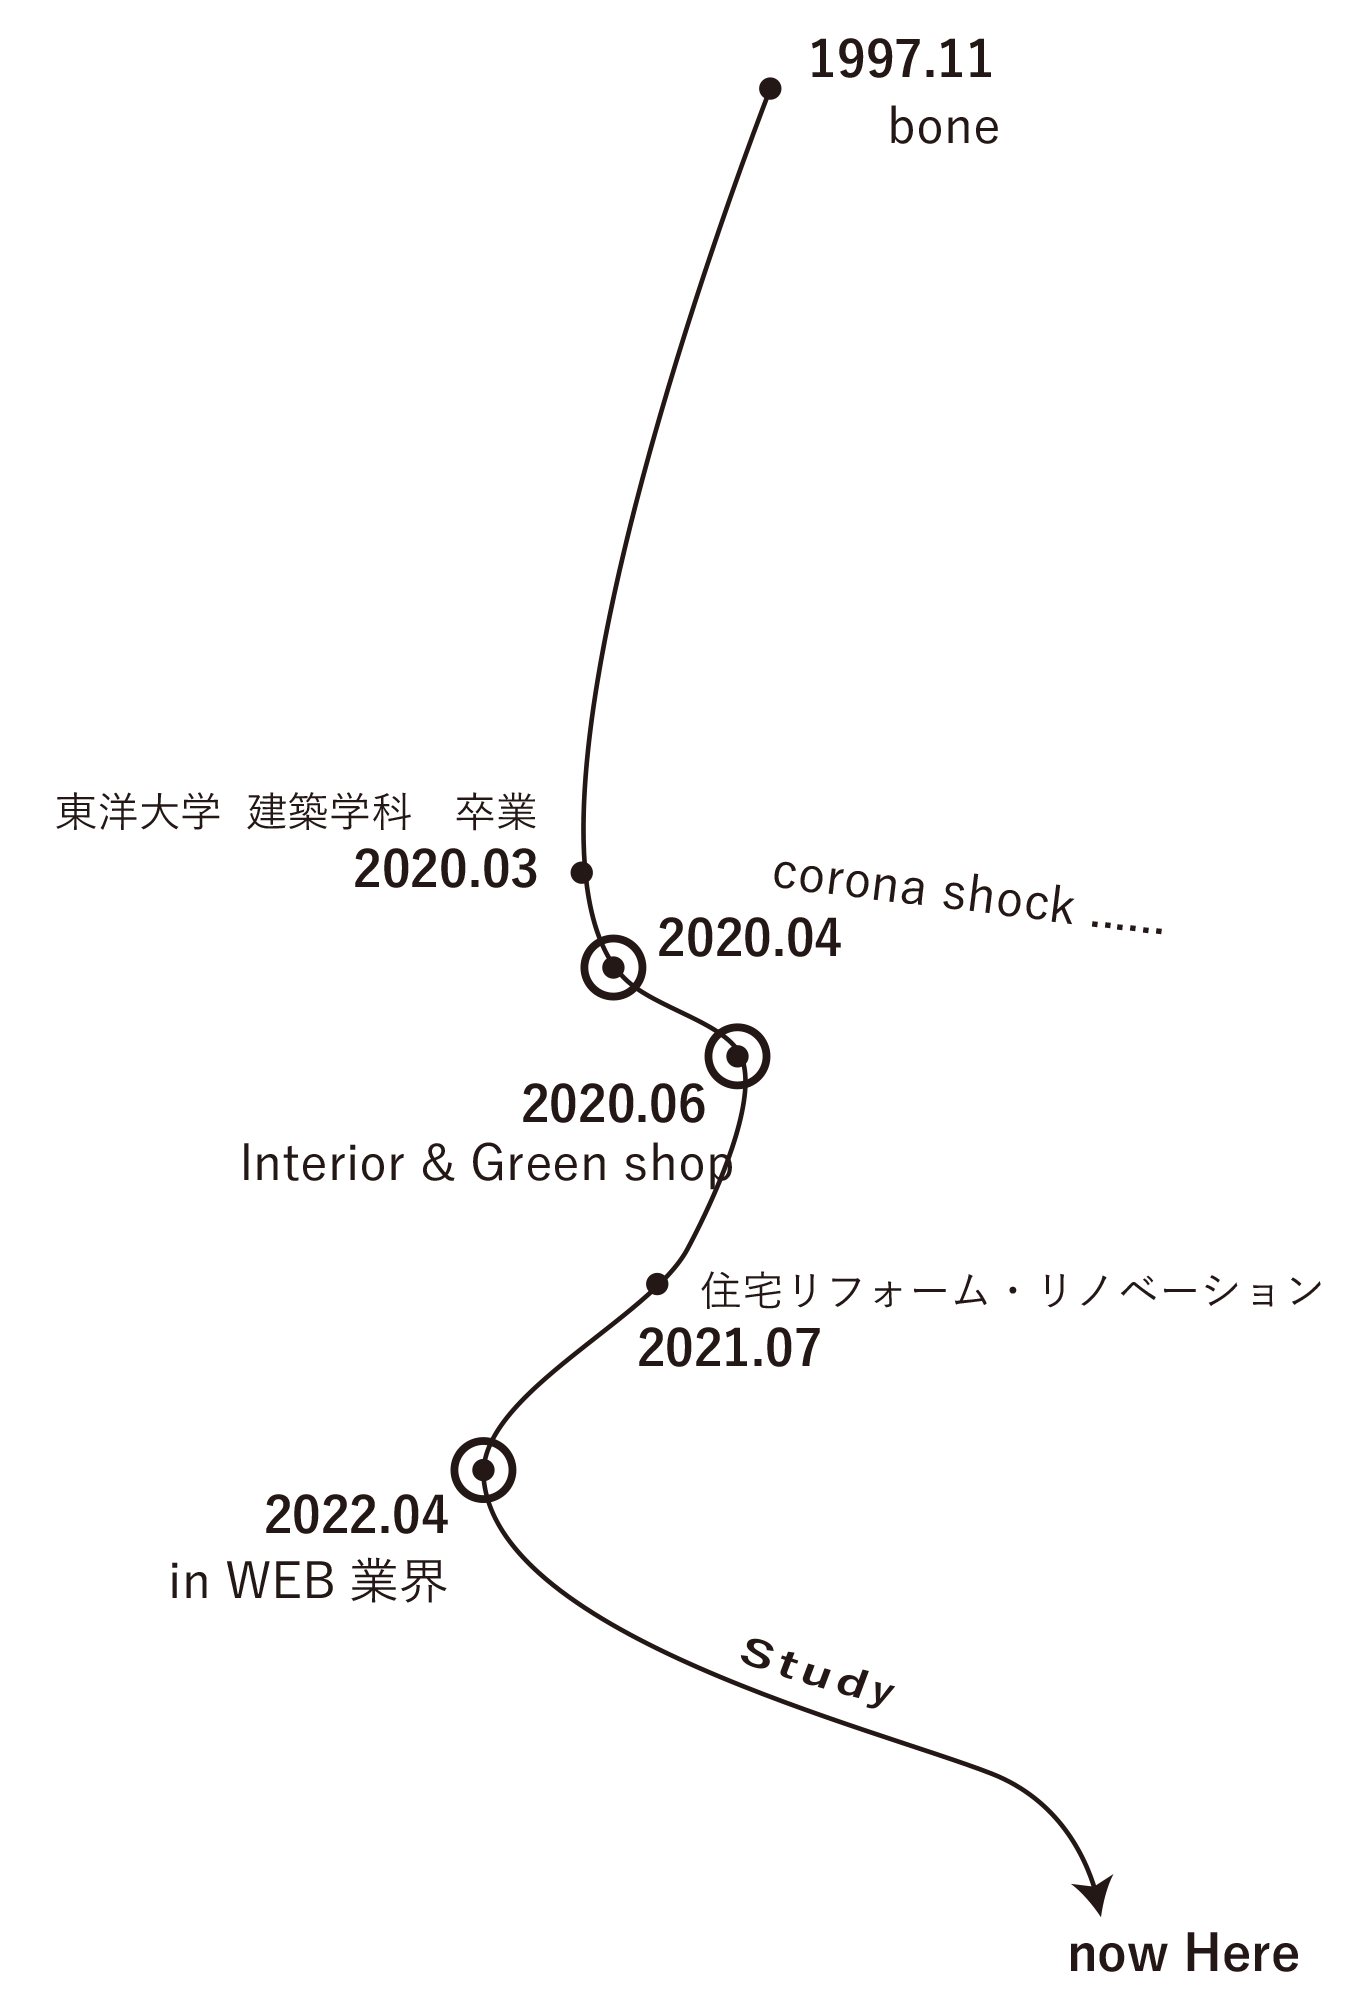 1997.11
bone
東洋大学 建築学科　卒業
2020.03
corona shock ......
2020.04
2020.06
Interior & Green shop
住宅リフォーム・リノベーション
2021.07
2022.04
in WEB 業界
Study
now Here